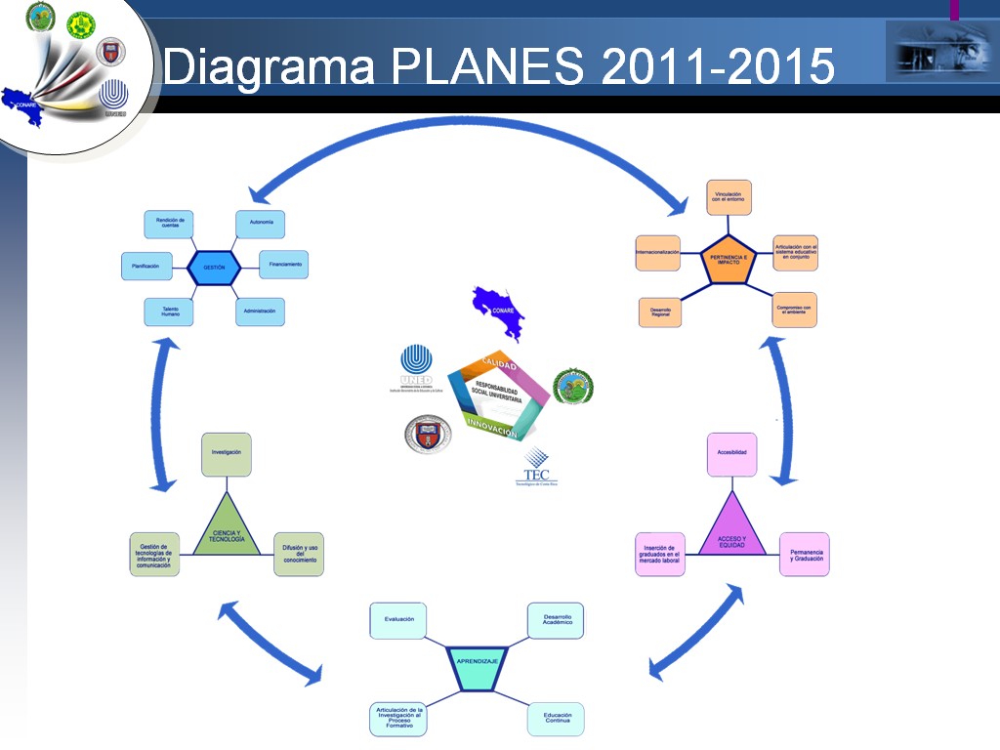 Diagrama PLANES 2011-2015
CONARE
UNED
Rendición de
cuentas
Autonomía
Planificación
GESTIÓN
Financiamiento
Talento
Humano
Administración
Vinculación
con el entorno
Internacionalización
PERTINENCIA E
IMPACTO
Articulación con el
sistema educativo
en conjunto
Desarrollo
Regional
Compromiso con
el ambiente
CONARE
UNED
CALIDAD
RESPONSABILIDAD
SOCIAL UNIVERSITARIA
INNOVACIÓN
TEC
Tecnológico de Costa Rica
Investigación
CIENCIA Y
TECNOLOGÍA
Gestión de
tecnologías de
información y
comunicación
Difusión y uso
del
conocimiento
Accesibilidad
ACCESO Y
EQUIDAD
Inserción de
graduados en el
mercado laboral
Permanencia
y Graduación
Evaluación
Desarrollo
Académico
APRENDIZAJE
Articulación de la
Investigación al
Proceso
Formativo
Educación
Continua